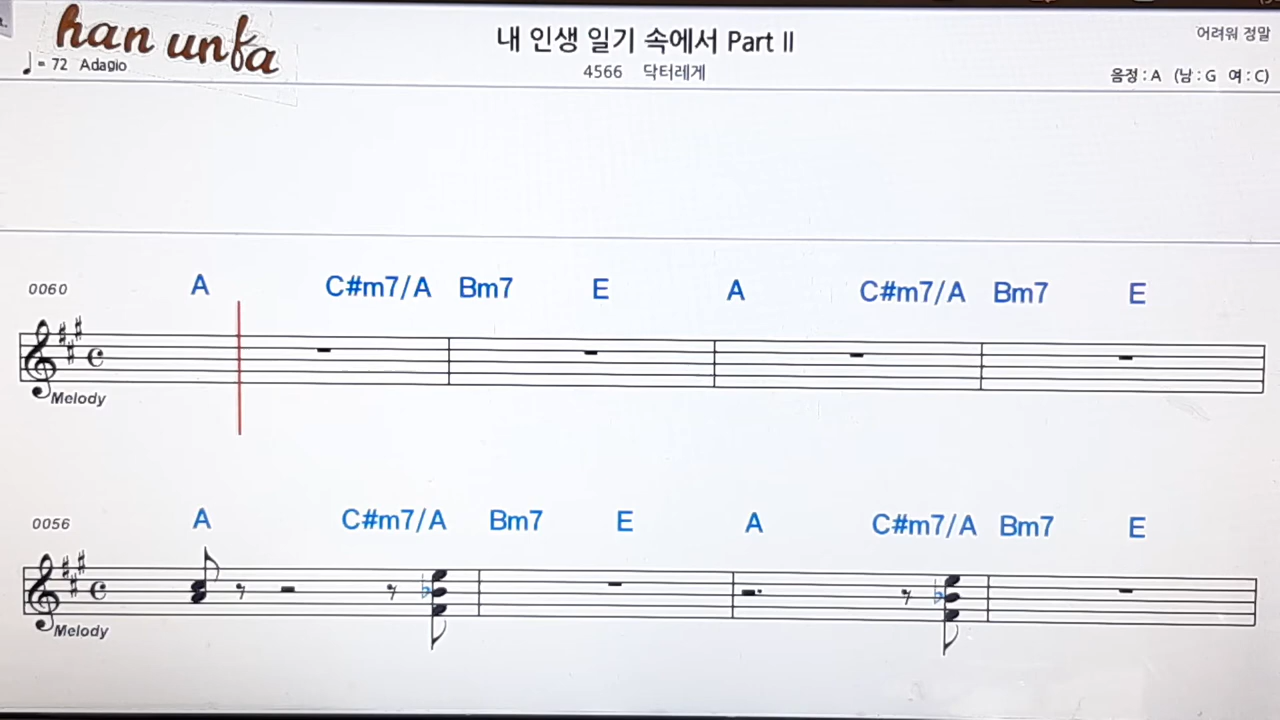 han unfa
내 인생 일기 속에서 Part II
어려워 정말
♩ = 72 Adagio
4566 닥터레게
음정 : A (남 : G 여 : C)
0060 A C#m7/A Bm7 E A C#m7/A Bm7 E
Melody
0056 A C#m7/A Bm7 E A C#m7/A Bm7 E
Melody